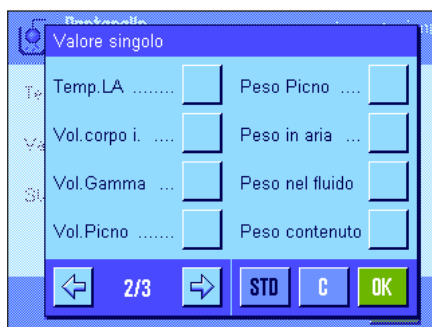 Valore singolo
Temp.LA ........
Peso Picno ....
Vol.corpo i. ....
Peso in aria ...
Vol.Gamma ...
Peso nel fluido
Vol.Picno .......
Peso contenuto
2/3
STD
C
OK